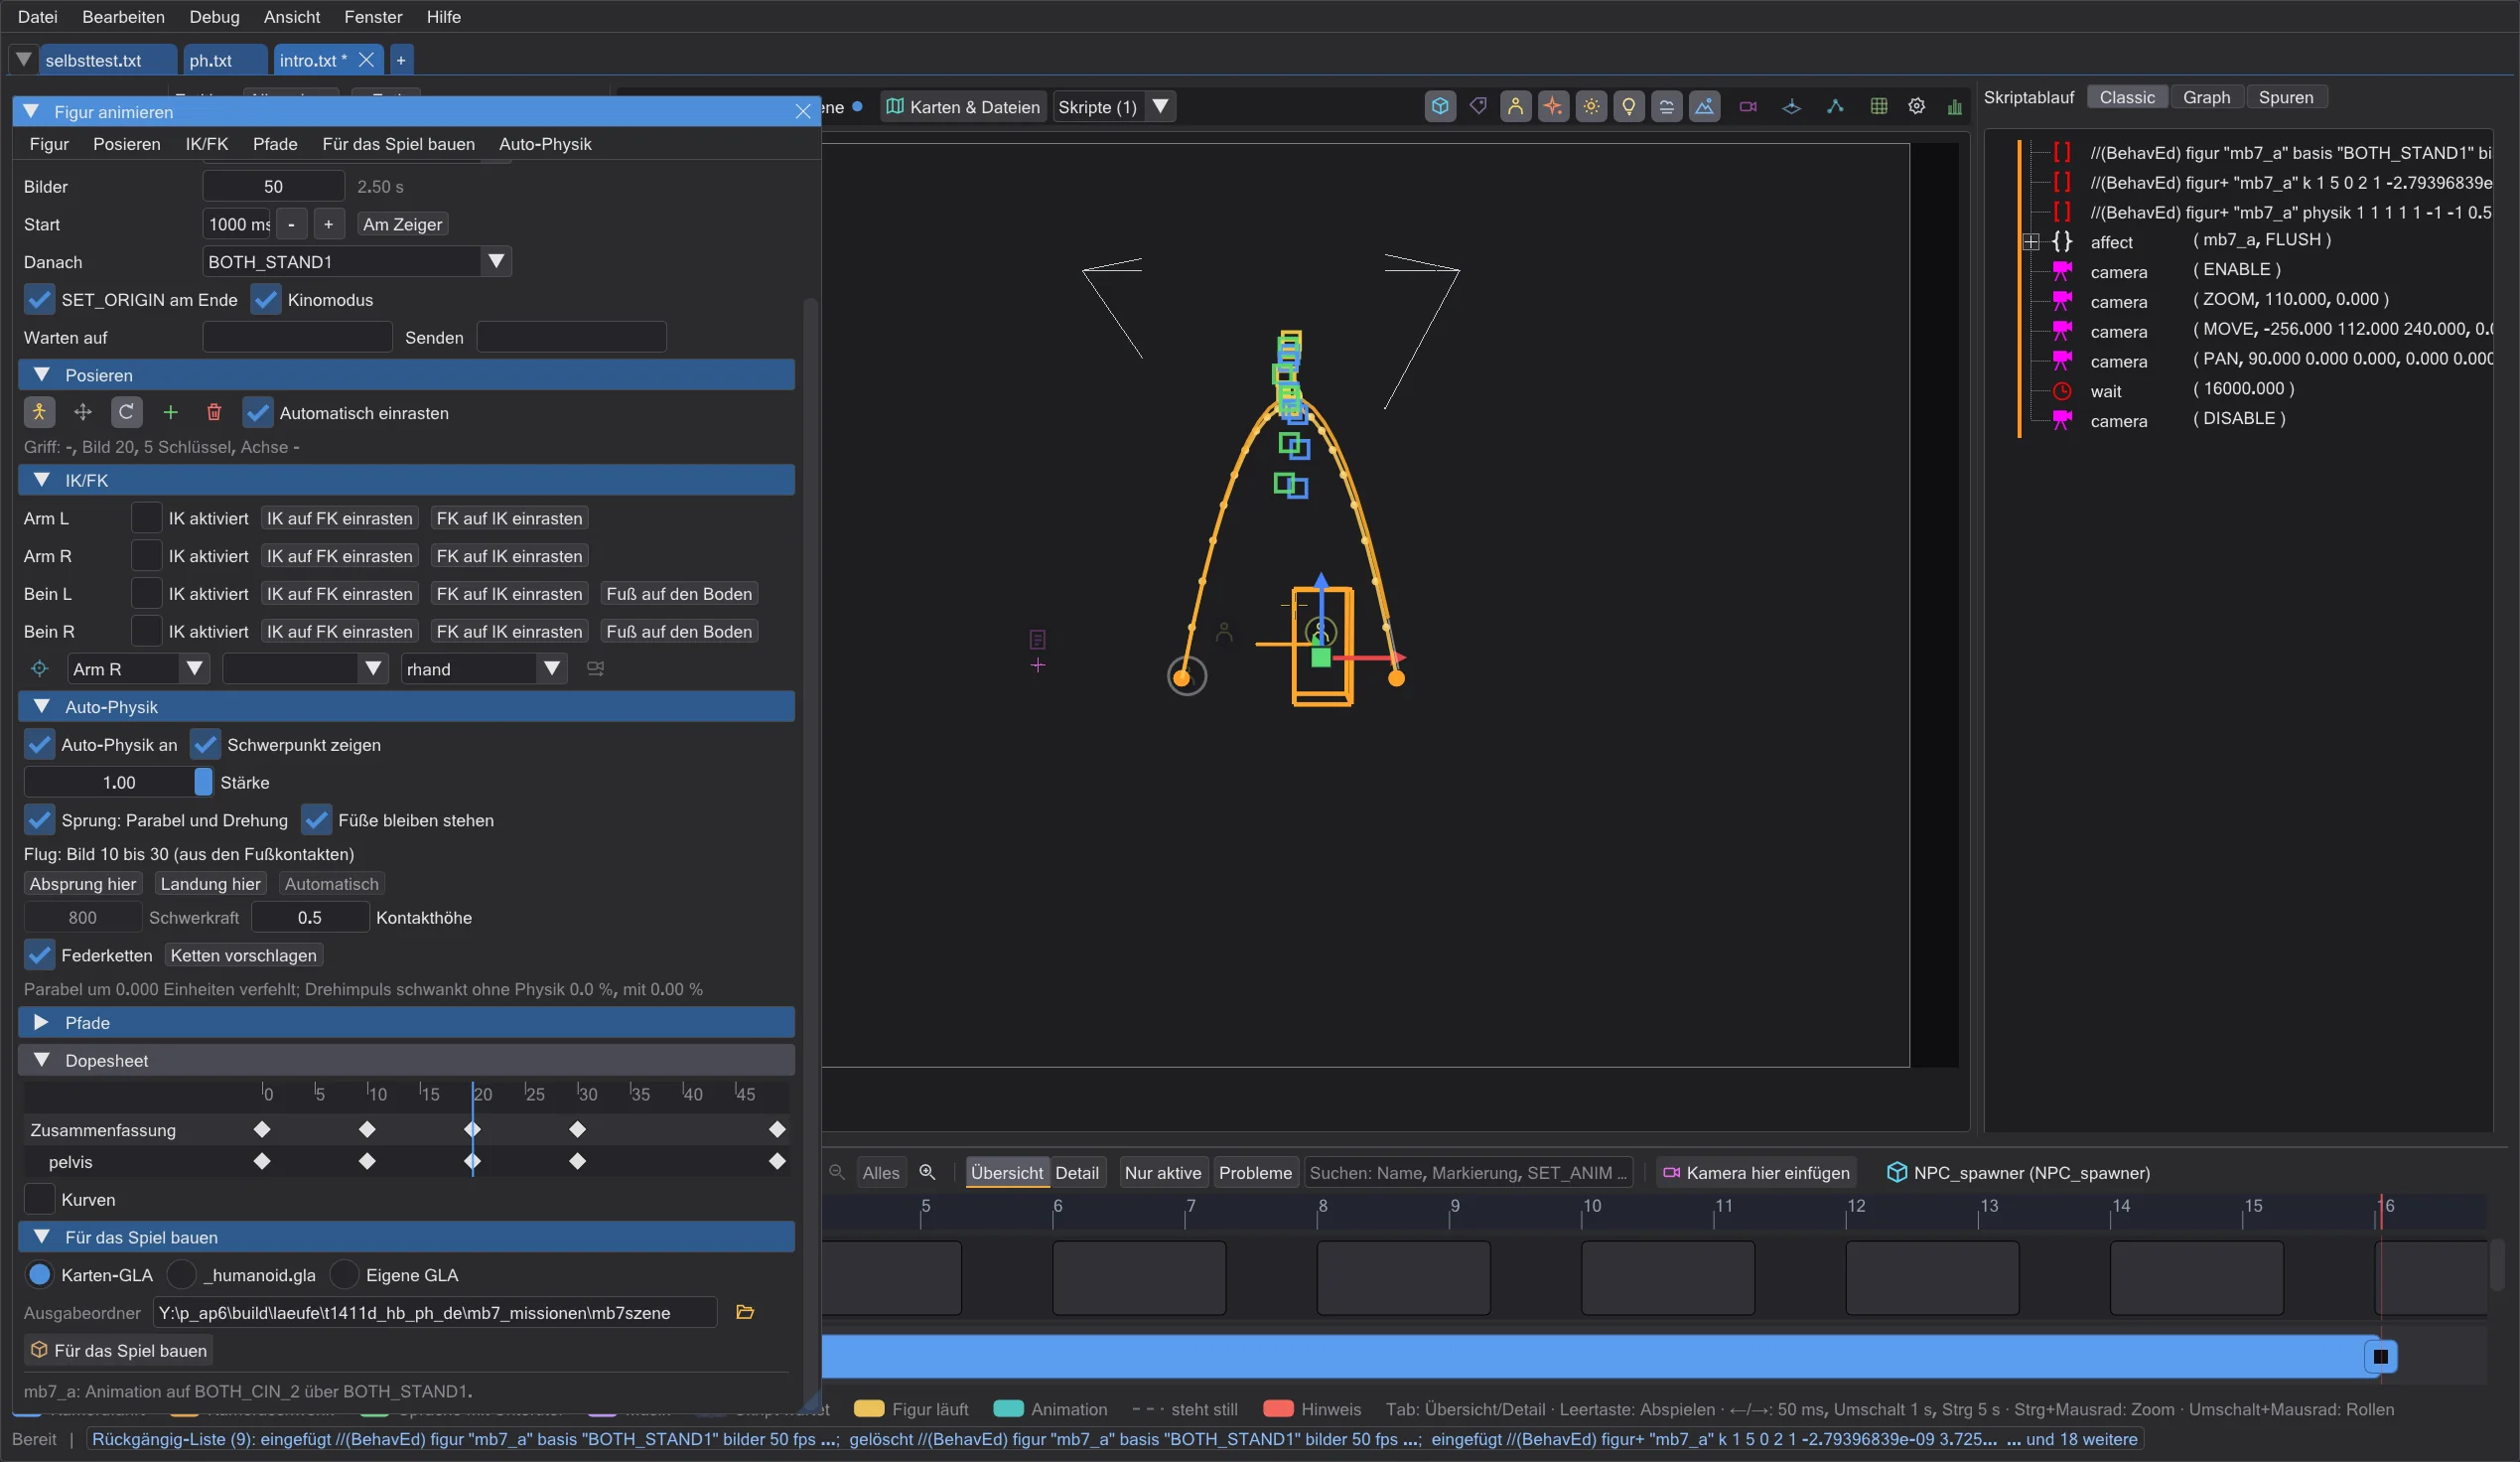 Datei Bearbeiten Debug Ansicht Fenster Hilfe
selbsttest.txt ph.txt intro.txt * +
Figur animieren
Figur Posieren IK/FK Pfade Für das Spiel bauen Auto-Physik
Bilder 50 2.50 s
Start 1000 ms - + Am Zeiger
Danach BOTH_STAND1
SET_ORIGIN am Ende Kinomodus
Warten auf Senden
Posieren
Automatisch einrasten
Griff: -, Bild 20, 5 Schlüssel, Achse -
IK/FK
Arm L IK aktiviert IK auf FK einrasten FK auf IK einrasten
Arm R IK aktiviert IK auf FK einrasten FK auf IK einrasten
Bein L IK aktiviert IK auf FK einrasten FK auf IK einrasten Fuß auf den Boden
Bein R IK aktiviert IK auf FK einrasten FK auf IK einrasten Fuß auf den Boden
Arm R rhand
Auto-Physik
Auto-Physik an Schwerpunkt zeigen
1.00 Stärke
Sprung: Parabel und Drehung Füße bleiben stehen
Flug: Bild 10 bis 30 (aus den Fußkontakten)
Absprung hier Landung hier Automatisch
800 Schwerkraft 0.5 Kontakthöhe
Federketten Ketten vorschlagen
Parabel um 0.000 Einheiten verfehlt; Drehimpuls schwankt ohne Physik 0.0 %, mit 0.00 %
Pfade
Dopesheet
0 5 10 15 20 25 30 35 40 45
Zusammenfassung
pelvis
Kurven
Für das Spiel bauen
Karten-GLA _humanoid.gla Eigene GLA
Ausgabeordner Y:\p_ap6\build\laeufe\t1411d_hb_ph_de\mb7_missionen\mb7szene
Für das Spiel bauen
mb7_a: Animation auf BOTH_CIN_2 über BOTH_STAND1.
ene Karten & Dateien Skripte (1)
Skriptablauf Classic Graph Spuren
//(BehavEd) figur "mb7_a" basis "BOTH_STAND1" bi
//(BehavEd) figur+ "mb7_a" k 1 5 0 2 1 -2.79396839e
//(BehavEd) figur+ "mb7_a" physik 1 1 1 1 1 -1 -1 0.5
affect ( mb7_a, FLUSH )
camera ( ENABLE )
camera ( ZOOM, 110.000, 0.000 )
camera ( MOVE, -256.000 112.000 240.000, 0.0
camera ( PAN, 90.000 0.000 0.000, 0.000 0.000
wait ( 16000.000 )
camera ( DISABLE )
Alles Übersicht Detail Nur aktive Probleme Suchen: Name, Markierung, SET_ANIM ... Kamera hier einfügen NPC_spawner (NPC_spawner)
5 6 7 8 9 10 11 12 13 14 15 16
Figur läuft Animation steht still Hinweis Tab: Übersicht/Detail · Leertaste: Abspielen · ←/→: 50 ms, Umschalt 1 s, Strg 5 s · Strg+Mausrad: Zoom · Umschalt+Mausrad: Rollen
Bereit | Rückgängig-Liste (9): eingefügt //(BehavEd) figur "mb7_a" basis "BOTH_STAND1" bilder 50 fps ...; gelöscht //(BehavEd) figur "mb7_a" basis "BOTH_STAND1" bilder 50 fps ...; eingefügt //(BehavEd) figur+ "mb7_a" k 1 5 0 2 1 -2.79396839e-09 3.725... ... und 18 weitere